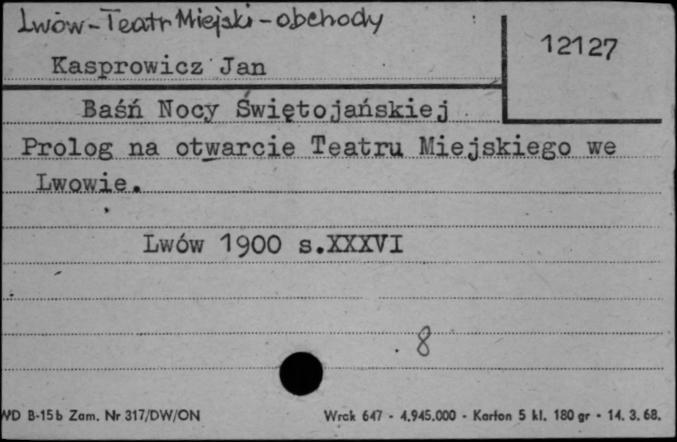 Lwów-Teatr Miejski-obchody
12127
Kasprowicz Jan
Baśń Nocy Świętojańskiej
Prolog na otwarcie Teatru Miejskiego we
Lwowie.
Lwów 1900 s.XXXVI
8
WD B-15b Zam. Nr 317/DW/ON Wrck 647 - 4.945.000 - Karton 5 kl. 180 gr - 14. 3. 68.